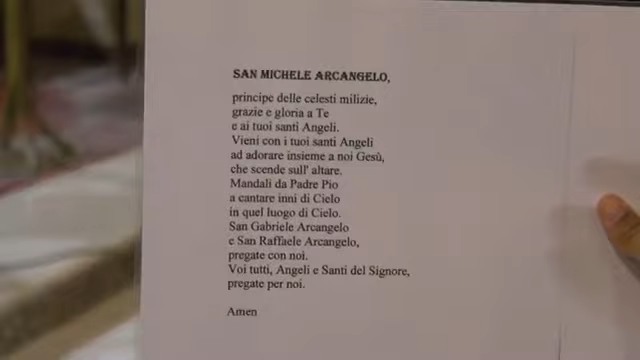 SAN MICHELE ARCANGELO,
principe delle celesti milizie,
grazie e gloria a Te
e ai tuoi santi Angeli.
Vieni con i tuoi santi Angeli
ad adorare insieme a noi Gesù,
che scende sull' altare.
Mandali da Padre Pio
a cantare inni di Cielo
in quel luogo di Cielo.
San Gabriele Arcangelo
e San Raffaele Arcangelo,
pregate con noi.
Voi tutti, Angeli e Santi del Signore,
pregate per noi.
Amen